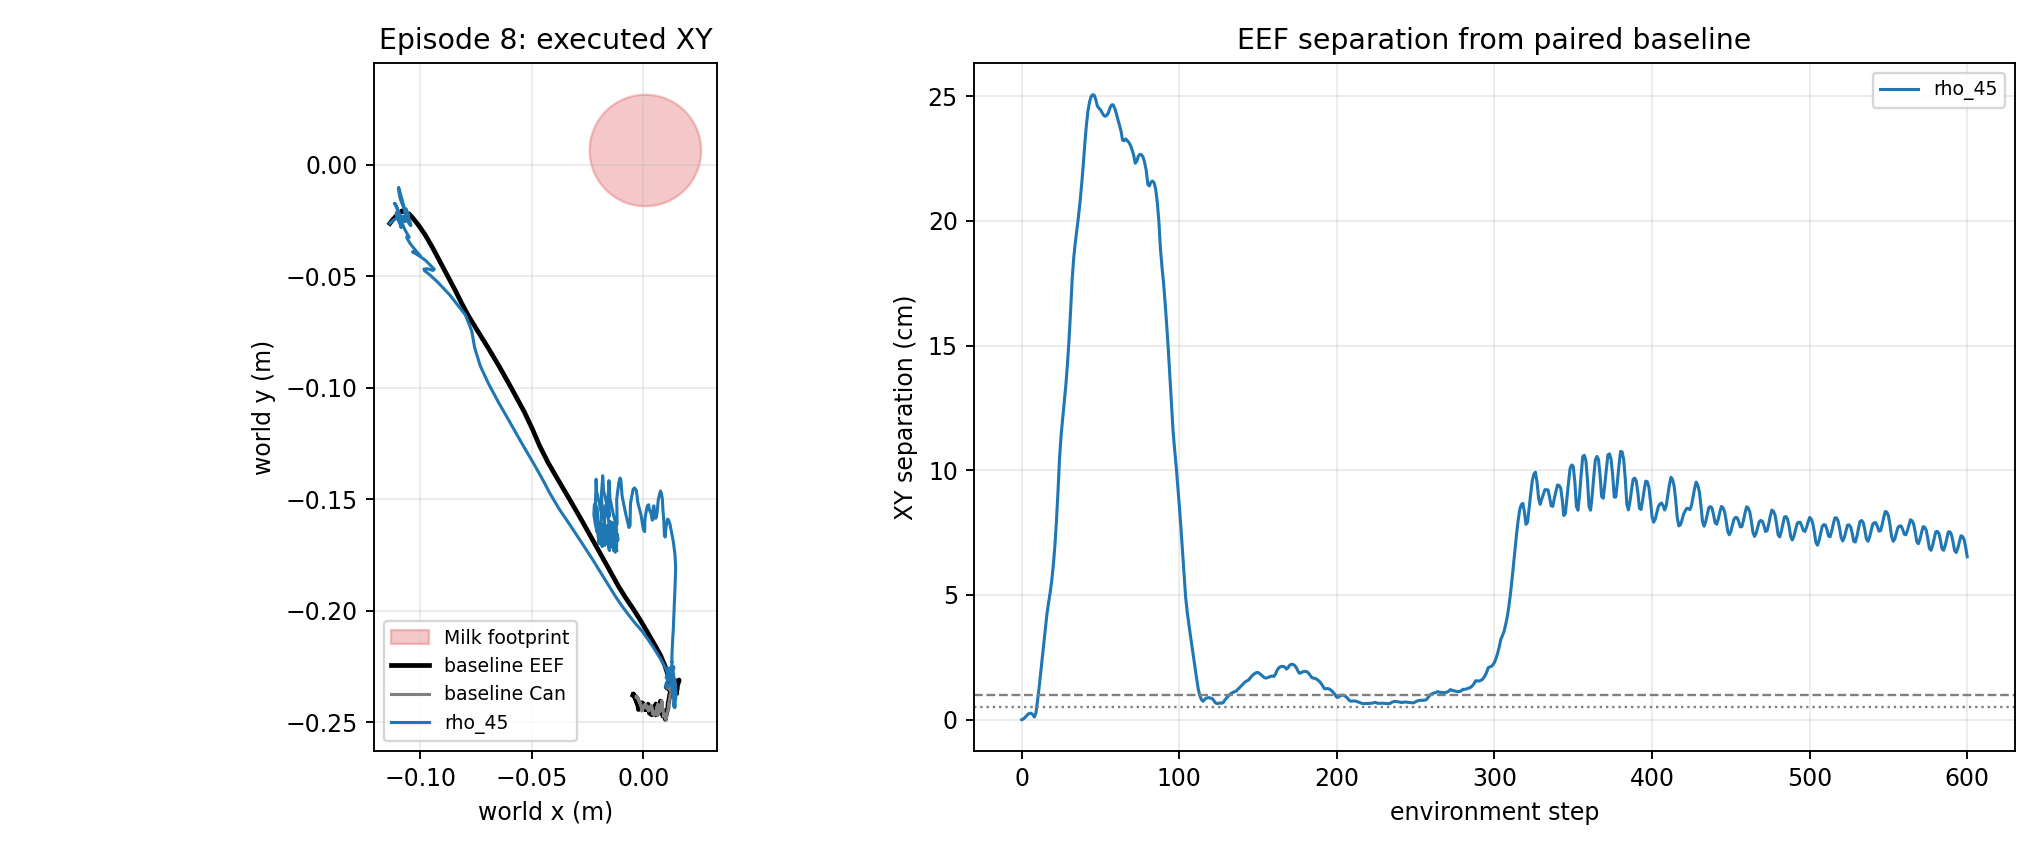 Episode 8: executed XY
world y (m)
0.00
−0.05
−0.10
−0.15
−0.20
−0.25
Milk footprint
baseline EEF
baseline Can
rho_45
−0.10 −0.05 0.00
world x (m)
EEF separation from paired baseline
XY separation (cm)
25
20
15
10
5
0
rho_45
0 100 200 300 400 500 600
environment step